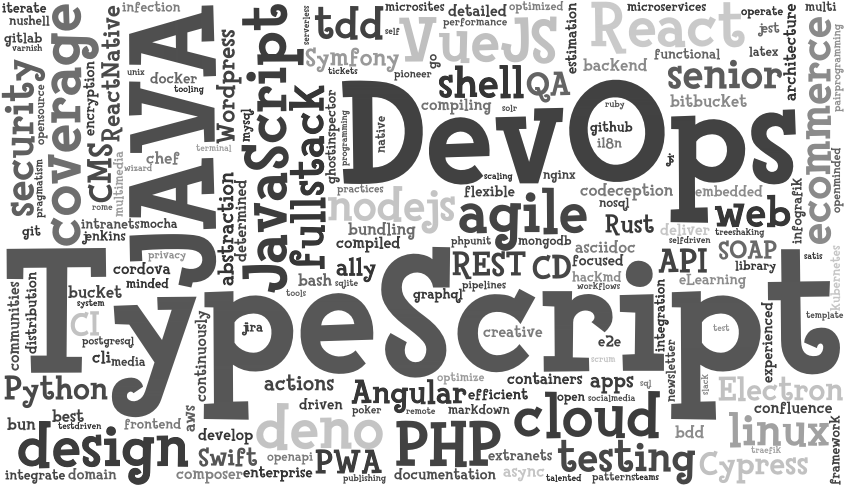 iterate
infection
microsites
detailed
optimized
microservices
operate
multi
nushell
tdd
self
performance
React
jest
gitlab
varnish
serverless
VueJS
estimation
latex
architecture
ecommerce
pairprogramming
security
coverage
opensource
encryption
ReactNative
unix
docker
tooling
JAVA
Wordpress
JavaScript
Symfony
tickets
pioneer
go
functional
backend
senior
shell
QA
bitbucket
compiling
solr
DevOps
ruby
github
i18n
mysql
fullstack
ghostinspector
programming
native
terminal
chef
wizard
CMS
multimedia
pragmatism
rome
scaling
nginx
js
practices
flexible
codeception
embedded
openminded
infografik
abstraction
determined
nodejs
agile
nosql
Rust
web
git
intranets
mocha
jenkins
bundling
deliver
treeshaking
compiled
phpunit
mongodb
asciidoc
selfdriven
SOAP
privacy
cordova
minded
ally
REST
CD
focused
API
library
satis
kubernetes
bash
sqlite
hackmd
eLearning
bucket
system
tools
graphql
pipelines
workflows
TypeScript
communities
distribution
CI
postgresql
jira
creative
e2e
integration
test
template
cli
media
continuously
scrum
newsletter
experienced
Python
actions
Angular
optimize
efficient
containers
apps
sql
slack
Electron
driven
poker
remote
markdown
open
socialmedia
confluence
bun
best
testdriven
frontend
aws
deno
cloud
bdd
linux
framework
design
develop
Swift
openapi
PWA
PHP
extranets
testing
traefik
Cypress
integrate
domain
composer
enterprise
publishing
documentation
async
talented
patterns
teams